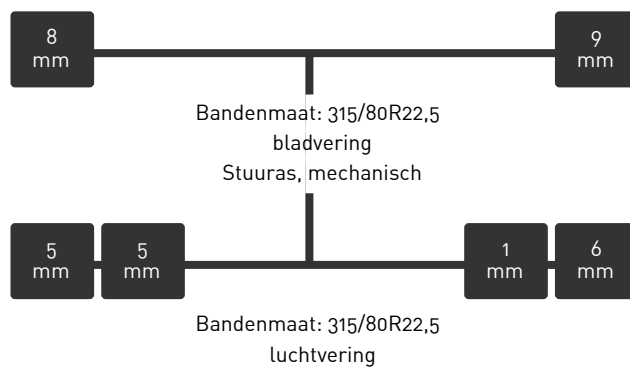 8
mm
9
mm
Bandenmaat: 315/80R22,5
bladvering
Stuuras, mechanisch
5
mm
5
mm
1
mm
6
mm
Bandenmaat: 315/80R22,5
luchtvering